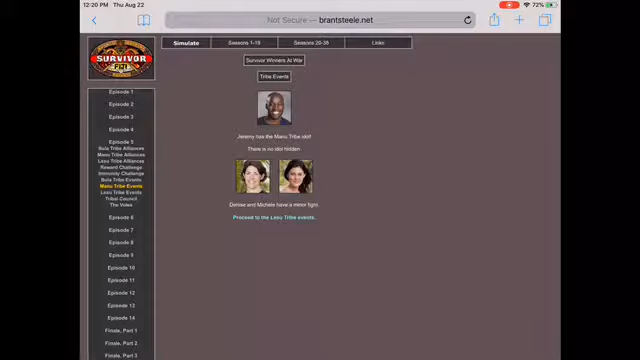 12:20 PM Thu Aug 22
72%
Not Secure — brantsteele.net
SURVIVOR
FIJI
Simulate
Seasons 1-19
Seasons 20-38
Links
Survivor Winners At War
Tribe Events
Jeremy has the Manu Tribe idol!
There is no idol hidden.
Denise and Michele have a minor fight.
Proceed to the Lesu Tribe events.
Episode 1
Episode 2
Episode 3
Episode 4
Episode 5
Bula Tribe Alliances
Manu Tribe Alliances
Lesu Tribe Alliances
Reward Challenge
Immunity Challenge
Bula Tribe Events
Manu Tribe Events
Lesu Tribe Events
Tribal Council
The Votes
Episode 6
Episode 7
Episode 8
Episode 9
Episode 10
Episode 11
Episode 12
Episode 13
Episode 14
Finale, Part 1
Finale, Part 2
Finale, Part 3